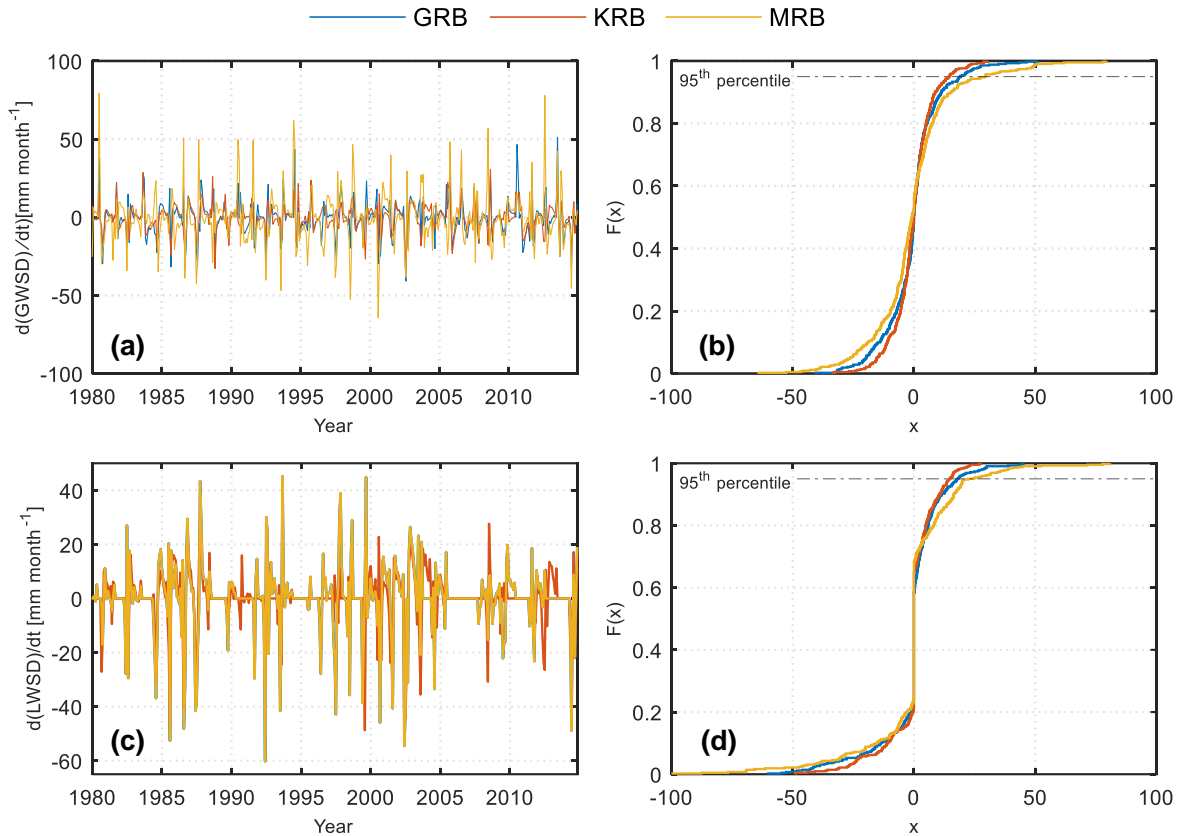 GRB KRB MRB
100
50
0
-50
-100
d(GWSD)/dt)[mm month-1]
(a)
1980 1985 1990 1995 2000 2005 2010
Year
1
0.8
0.6
0.4
0.2
0
F(x)
95th percentile
(b)
-100 -50 0 50 100
x
40
20
0
-20
-40
-60
d(LWSD)/dt [mm month-1]
(c)
1980 1985 1990 1995 2000 2005 2010
Year
1
0.8
0.6
0.4
0.2
0
F(x)
95th percentile
(d)
-100 -50 0 50 100
x